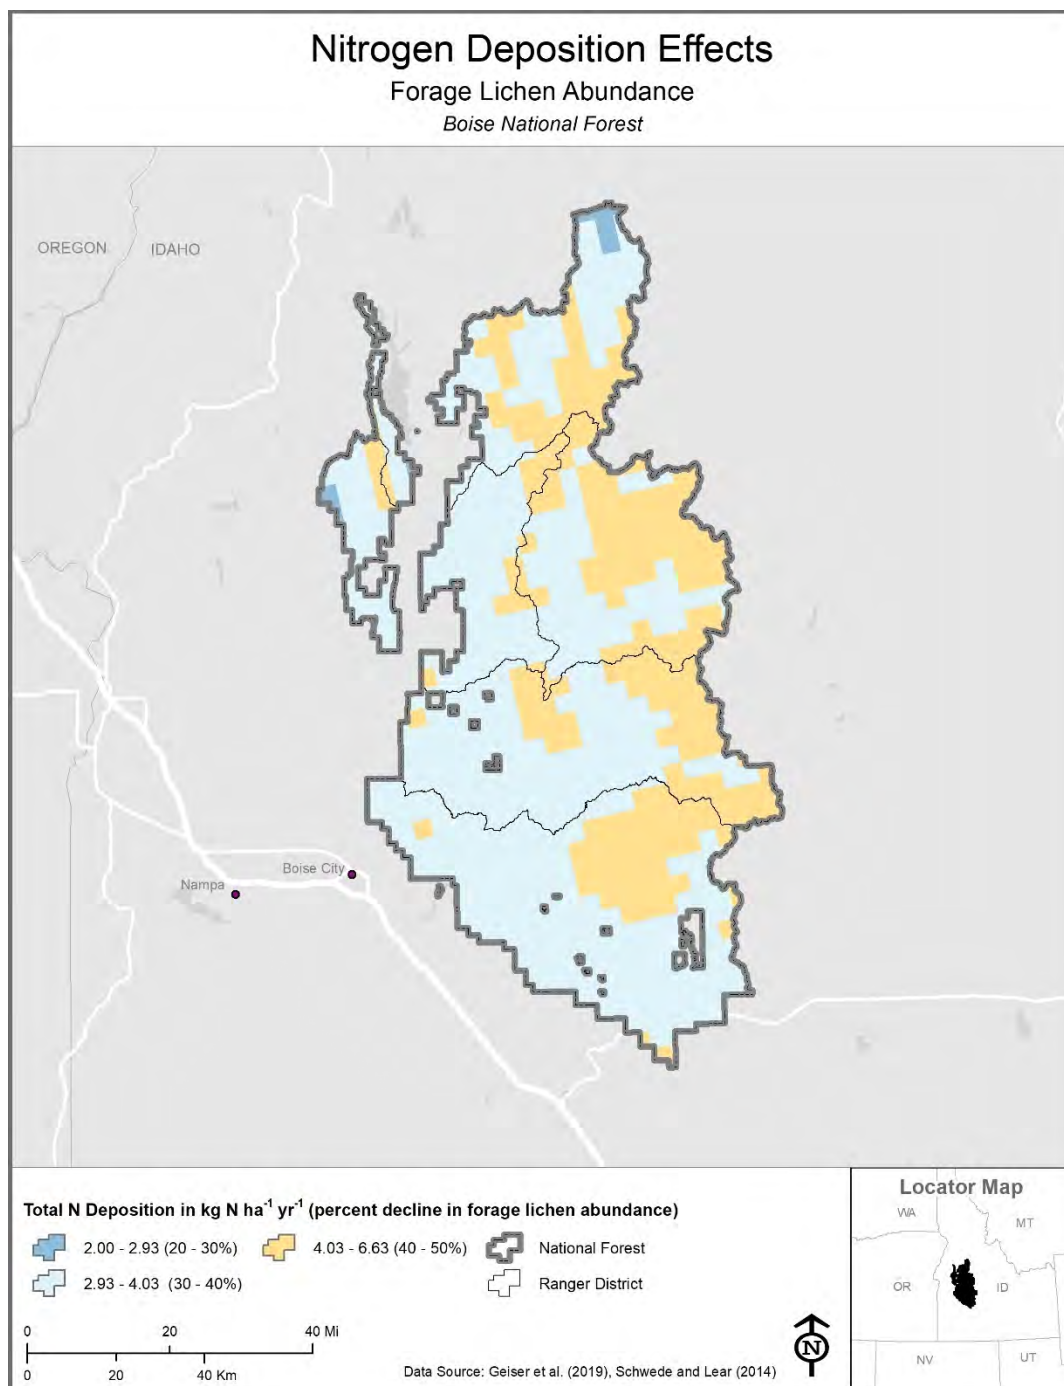 Nitrogen Deposition Effects
Forage Lichen Abundance
Boise National Forest
OREGON
IDAHO
Boise City
Nampa
Total N Deposition in kg N ha⁻¹ yr⁻¹ (percent decline in forage lichen abundance)
2.00 - 2.93 (20 - 30%)
4.03 - 6.63 (40 - 50%)
National Forest
2.93 - 4.03 (30 - 40%)
Ranger District
0 20 40 Mi
0 20 40 Km
Data Source: Geiser et al. (2019), Schwede and Lear (2014)
N
Locator Map
WA
MT
OR
ID
NV
UT